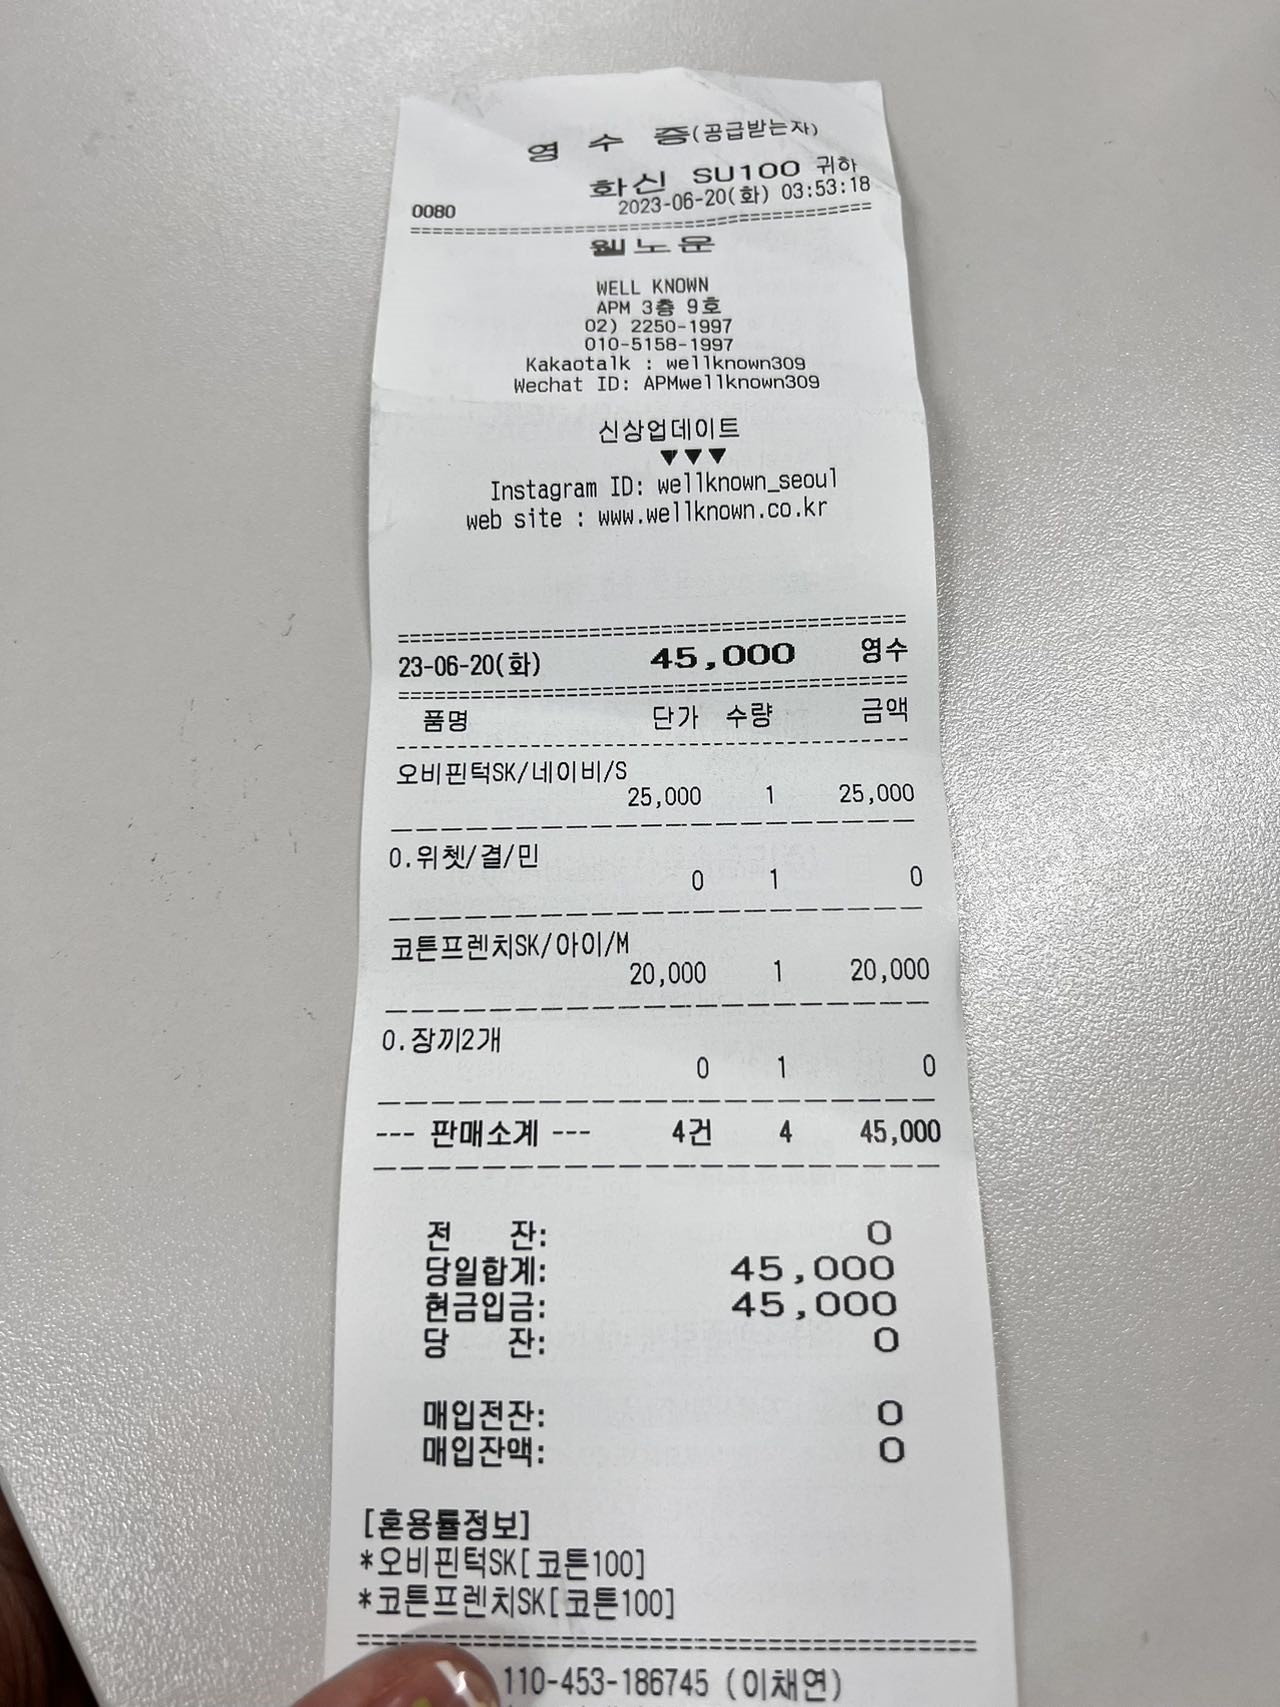 영 수 증(공급받는자)
화신 SU100 귀하
0080 2023-06-20(화) 03:53:18
웰노운
WELL KNOWN
APM 3층 9호
02) 2250-1997
010-5158-1997
Kakaotalk : wellknown309
Wechat ID: APMwellknown309
신상업데이트
▼▼▼
Instagram ID: wellknown_seoul
web site : www.wellknown.co.kr
23-06-20(화) 45,000 영수
품명 단가 수량 금액
오비핀턱SK/네이비/S
25,000 1 25,000
0.위쳇/결/민
0 1 0
코튼프렌치SK/아이/M
20,000 1 20,000
0.장끼2개
0 1 0
--- 판매소계 --- 4건 4 45,000
전 잔: 0
당일합계: 45,000
현금입금: 45,000
당 잔: 0
매입전잔: 0
매입잔액: 0
[혼용률정보]
*오비핀턱SK[코튼100]
*코튼프렌치SK[코튼100]
110-453-186745 (이채연)